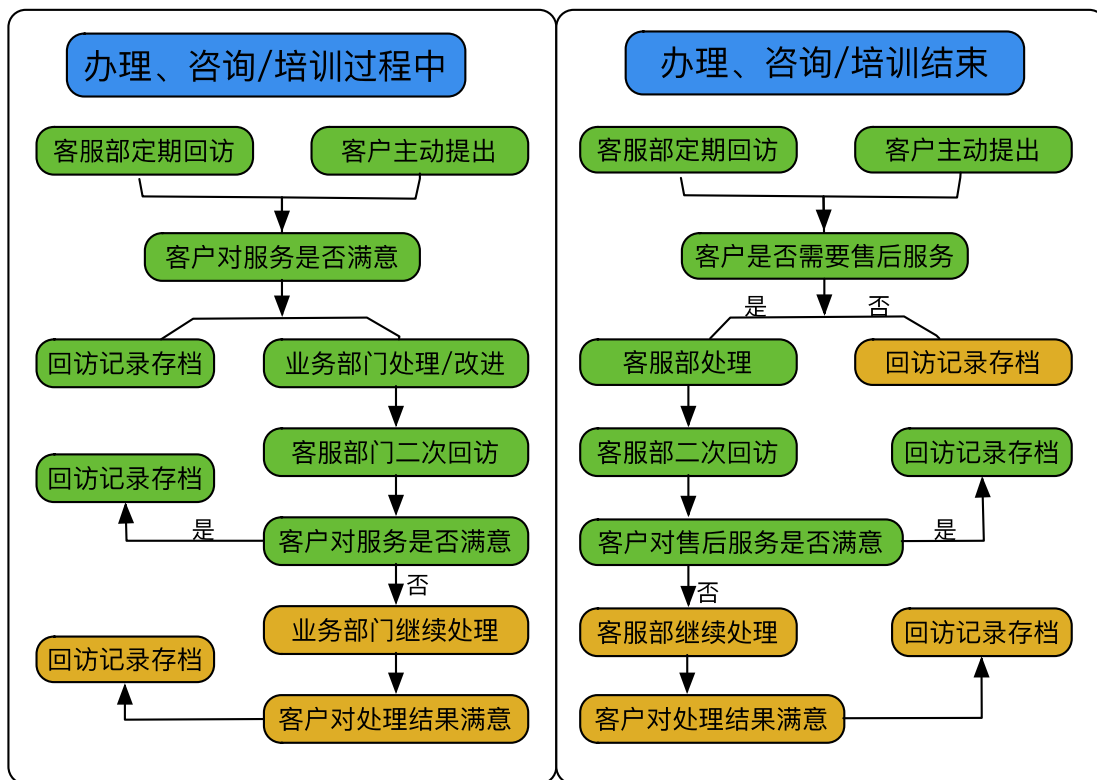 办理、咨询/培训过程中
客服部定期回访
客户主动提出
客户对服务是否满意
回访记录存档
业务部门处理/改进
客服部门二次回访
回访记录存档
是
客户对服务是否满意
否
业务部门继续处理
回访记录存档
客户对处理结果满意
办理、咨询/培训结束
客服部定期回访
客户主动提出
客户是否需要售后服务
是
否
客服部处理
回访记录存档
客服部二次回访
回访记录存档
客户对售后服务是否满意
是
否
客服部继续处理
回访记录存档
客户对处理结果满意